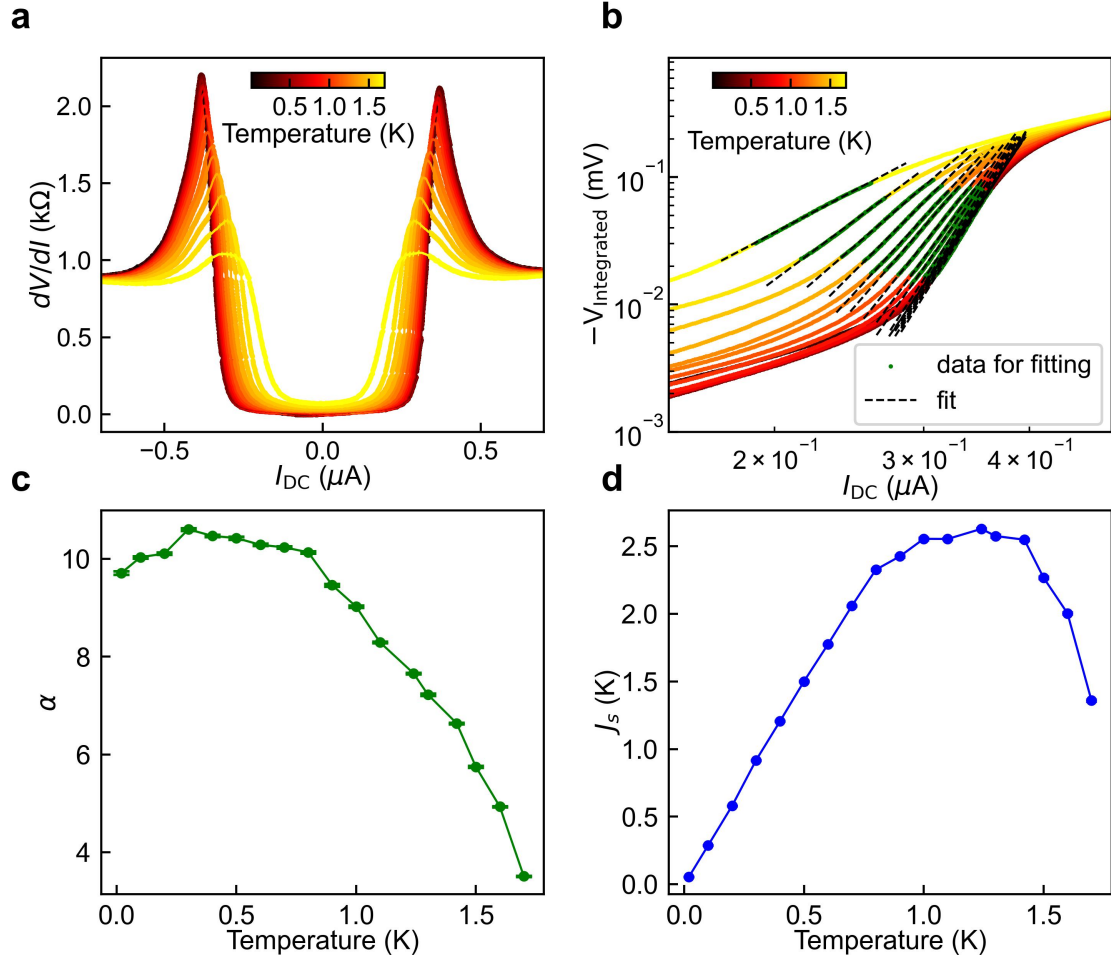 a
dV/dI (kΩ)
2.0
1.5
1.0
0.5
0.0
0.5 1.0 1.5
Temperature (K)
−0.5 0.0 0.5
I_DC (μA)
b
−V_Integrated (mV)
10⁻¹
10⁻²
10⁻³
0.5 1.0 1.5
Temperature (K)
data for fitting
fit
2 × 10⁻¹ 3 × 10⁻¹ 4 × 10⁻¹
I_DC (μA)
c
α
10
8
6
4
0.0 0.5 1.0 1.5
Temperature (K)
d
J_s (K)
2.5
2.0
1.5
1.0
0.5
0.0
0.0 0.5 1.0 1.5
Temperature (K)